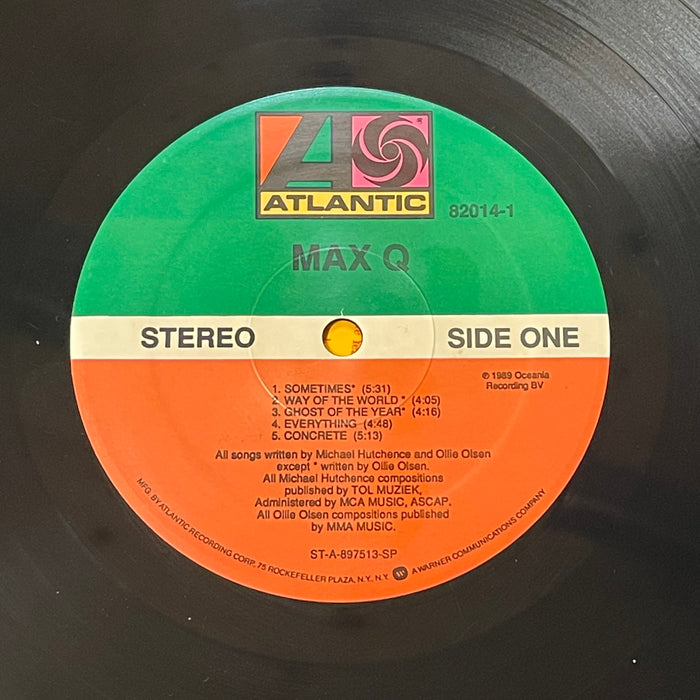 ATLANTIC
®
82014-1
MAX Q
STEREO
SIDE ONE
℗ 1989 Oceania
Recording BV
1. SOMETIMES* (5:31)
2. WAY OF THE WORLD * (4:05)
3. GHOST OF THE YEAR* (4:16)
4. EVERYTHING (4:48)
5. CONCRETE (5:13)
All songs written by Michael Hutchence and Ollie Olsen
except * written by Ollie Olsen.
All Michael Hutchence compositions
published by TOL MUZIEK,
Administered by MCA MUSIC, ASCAP.
All Ollie Olsen compositions published
by MMA MUSIC.
ST-A-897513-SP
MFG. BY ATLANTIC RECORDING CORP., 75 ROCKEFELLER PLAZA, N.Y., N.Y. A WARNER COMMUNICATIONS COMPANY